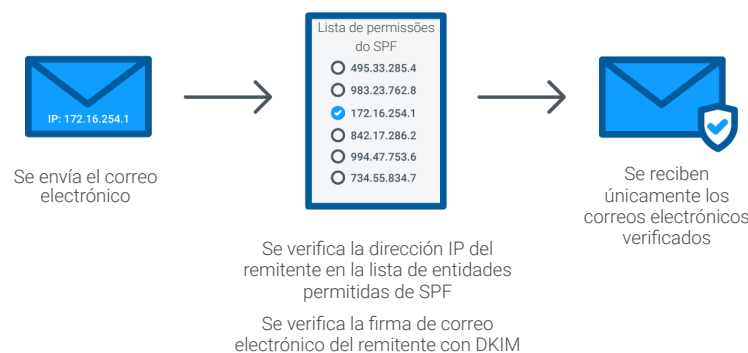 IP: 172.16.254.1
Se envía el correo
electrónico
Lista de permissões
do SPF
495.33.285.4
983.23.762.8
172.16.254.1
842.17.286.2
994.47.753.6
734.55.834.7
Se verifica la dirección IP del
remitente en la lista de entidades
permitidas de SPF
Se verifica la firma de correo
electrónico del remitente con DKIM
Se reciben
únicamente los
correos electrónicos
verificados